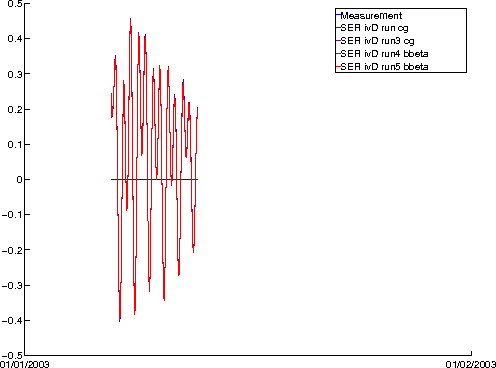 0.5
0.4
0.3
0.2
0.1
0
-0.1
-0.2
-0.3
-0.4
-0.5
01/01/2003
01/02/2003
Measurement
SER ivD run cg
SER ivD run3 cg
SER ivD run4 bbeta
SER ivD run5 bbeta